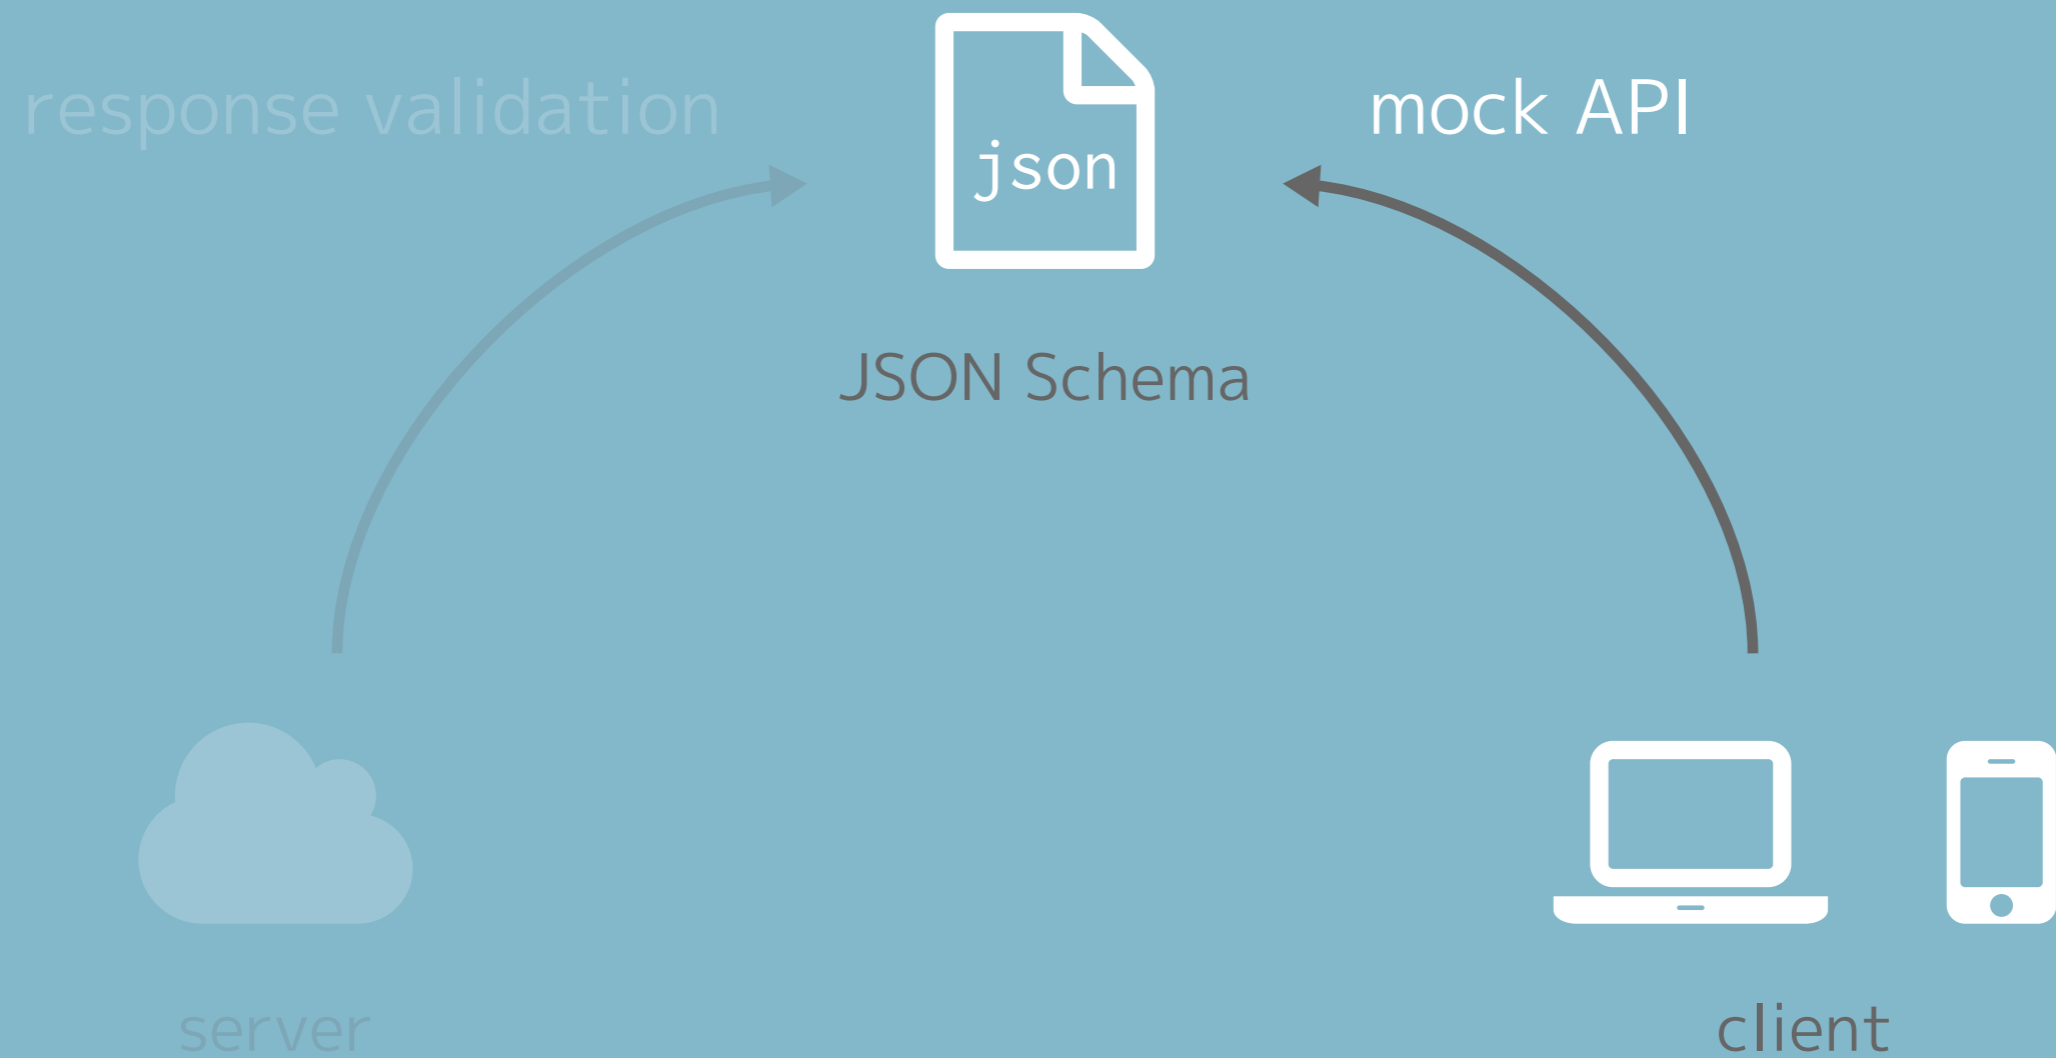 response validation
json
mock API
JSON Schema
server
client